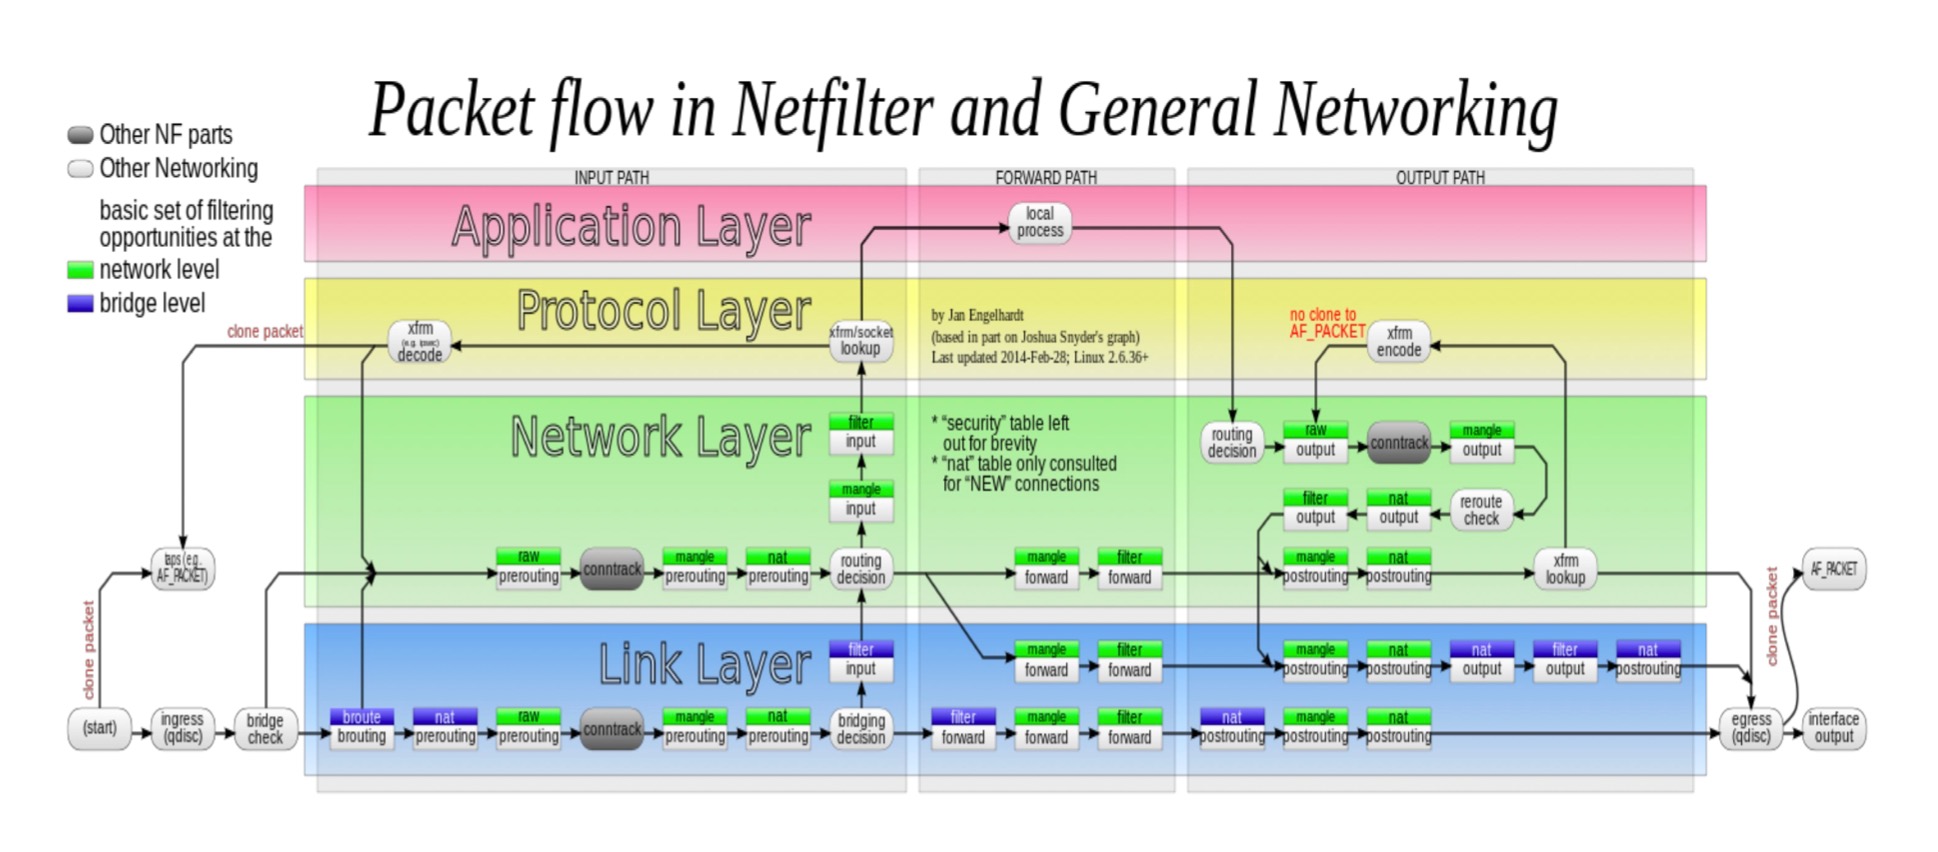 Packet flow in Netfilter and General Networking
Other NF parts
Other Networking
basic set of filtering
opportunities at the
network level
bridge level
INPUT PATH
FORWARD PATH
OUTPUT PATH
Application Layer
local
process
Protocol Layer
clone packet
xfrm
(e.g. ipsec)
decode
xfrm/socket
lookup
by Jan Engelhardt
(based in part on Joshua Snyder's graph)
Last updated 2014-Feb-28; Linux 2.6.36+
no clone to
AF_PACKET
xfrm
encode
Network Layer
filter
input
mangle
input
* “security” table left
out for brevity
* “nat” table only consulted
for “NEW” connections
routing
decision
raw
output
conntrack
mangle
output
filter
output
nat
output
reroute
check
taps (e.g.
AF_PACKET)
raw
prerouting
conntrack
mangle
prerouting
nat
prerouting
routing
decision
mangle
forward
filter
forward
mangle
postrouting
nat
postrouting
xfrm
lookup
AF_PACKET
clone packet
clone packet
Link Layer
filter
input
mangle
forward
filter
forward
mangle
postrouting
nat
postrouting
nat
output
filter
output
nat
postrouting
(start)
ingress
(qdisc)
bridge
check
broute
brouting
nat
prerouting
raw
prerouting
conntrack
mangle
prerouting
nat
prerouting
bridging
decision
filter
forward
mangle
forward
filter
forward
nat
postrouting
mangle
postrouting
nat
postrouting
egress
(qdisc)
interface
output